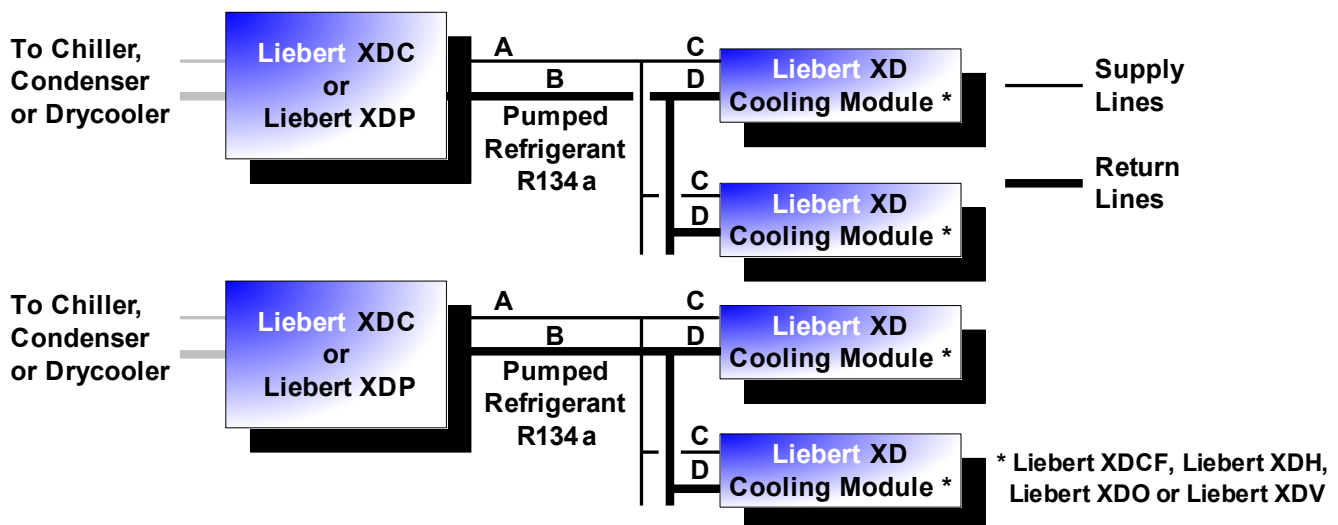 To Chiller,
Condenser
or Drycooler
Liebert XDC
or
Liebert XDP
A
B
Pumped
Refrigerant
R134a
C
D
Liebert XD
Cooling Module *
C
D
Liebert XD
Cooling Module *
Supply
Lines
Return
Lines
To Chiller,
Condenser
or Drycooler
Liebert XDC
or
Liebert XDP
A
B
Pumped
Refrigerant
R134a
C
D
Liebert XD
Cooling Module *
C
D
Liebert XD
Cooling Module *
* Liebert XDCF, Liebert XDH,
Liebert XDO or Liebert XDV